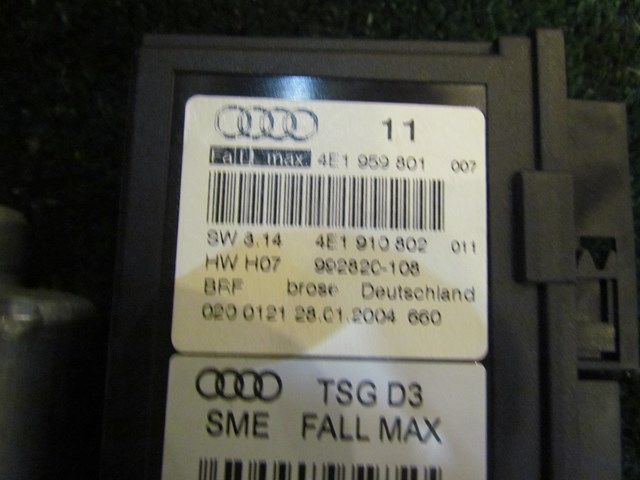 11
Fall max 4E1 959 801 007
SW 3.14 4E1 910 802 011
HW H07 992820-108
BRF brose Deutschland
020 0121 28.01.2004 660
TSG D3
SME FALL MAX